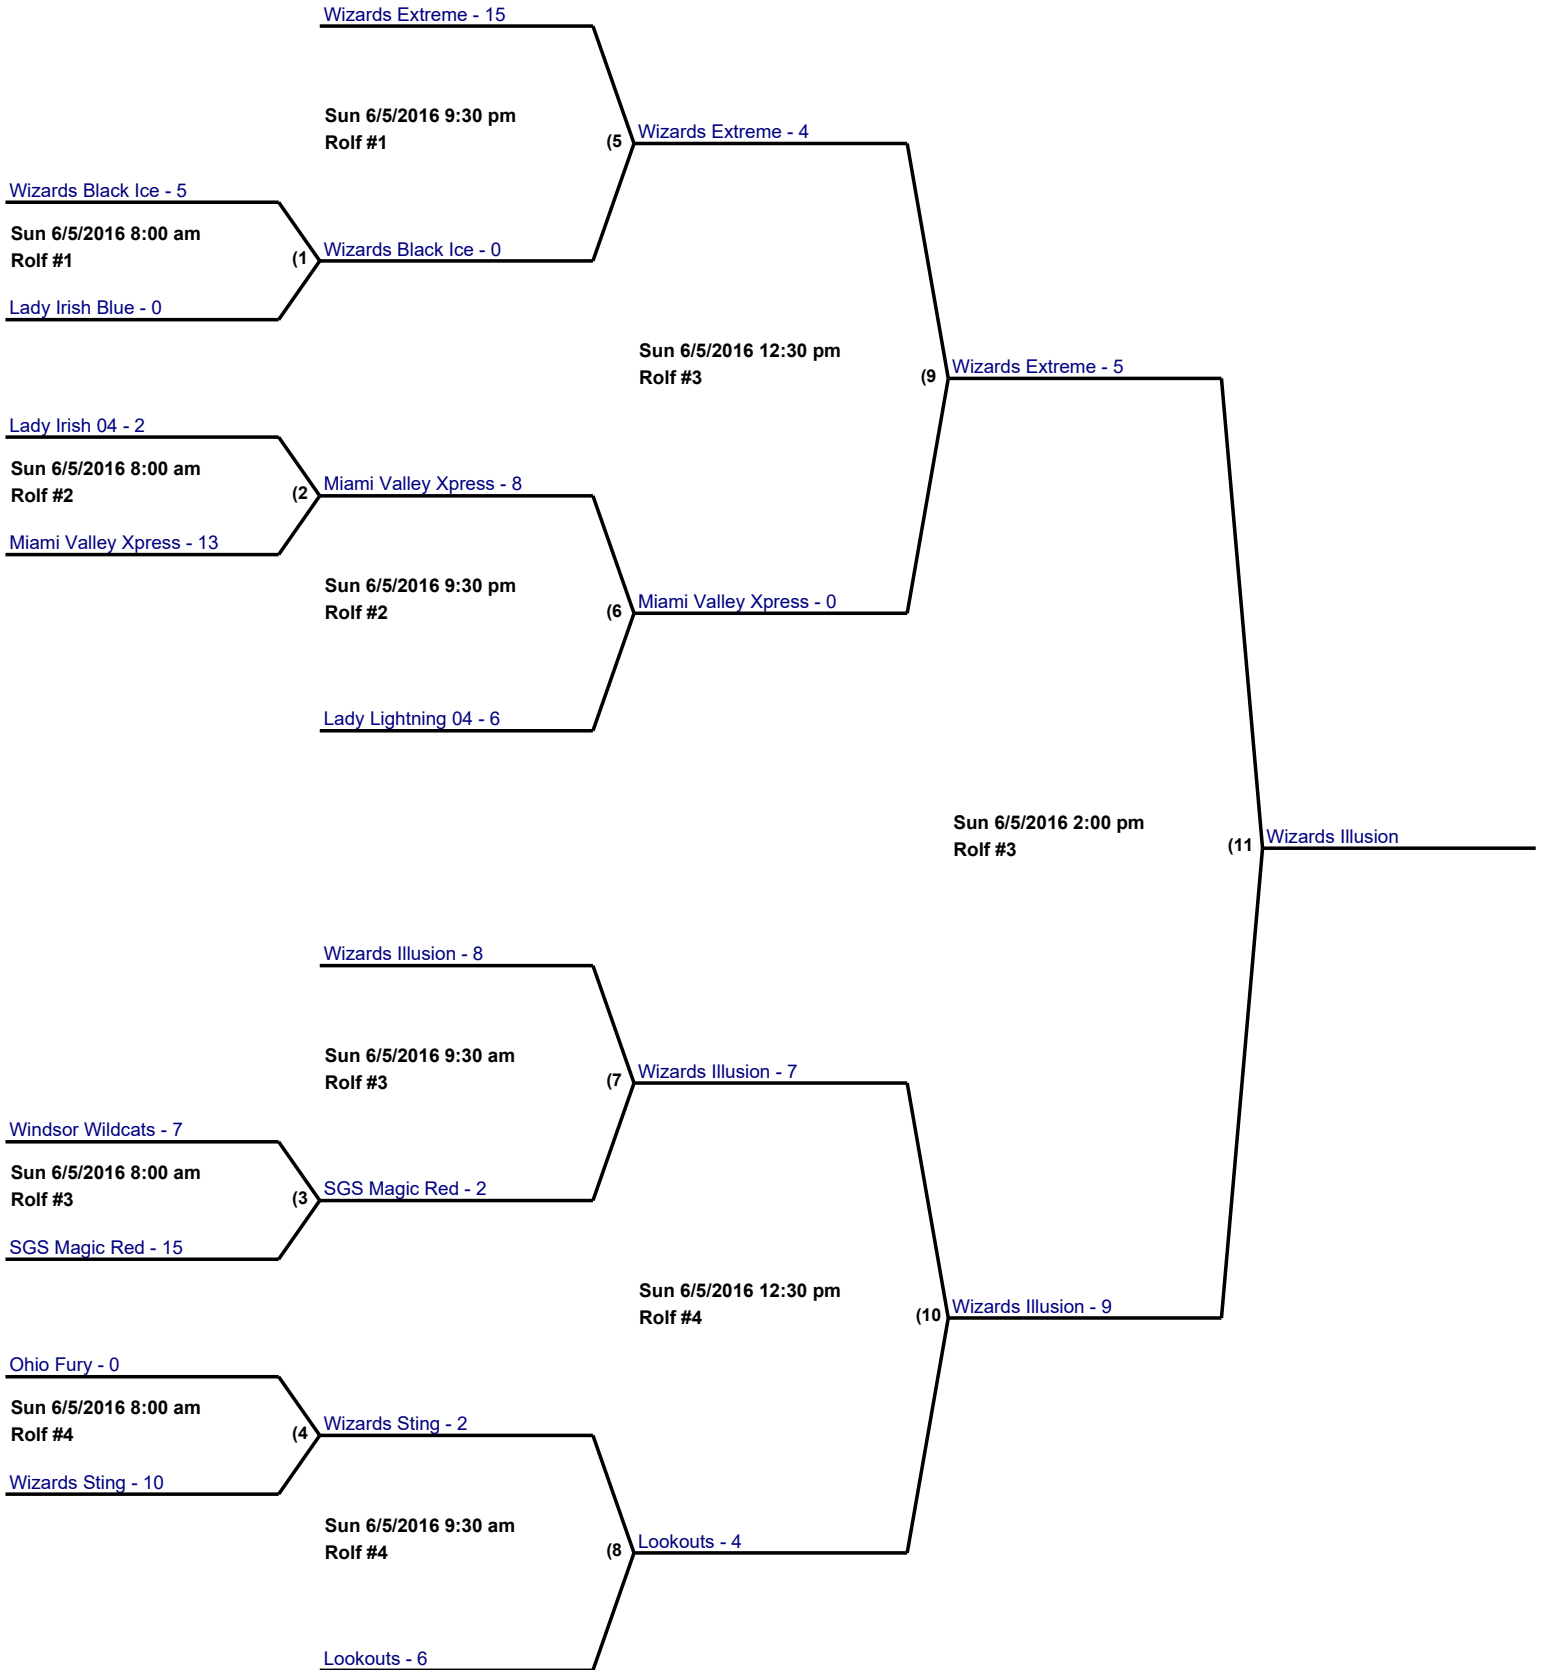 Wizards Extreme - 15
Sun 6/5/2016 9:30 pm
Rolf #1
(5
Wizards Extreme - 4
Wizards Black Ice - 5
Sun 6/5/2016 8:00 am
Rolf #1
(1
Wizards Black Ice - 0
Lady Irish Blue - 0
Sun 6/5/2016 12:30 pm
Rolf #3
(9
Wizards Extreme - 5
Lady Irish 04 - 2
Sun 6/5/2016 8:00 am
Rolf #2
(2
Miami Valley Xpress - 8
Miami Valley Xpress - 13
Sun 6/5/2016 9:30 pm
Rolf #2
(6
Miami Valley Xpress - 0
Lady Lightning 04 - 6
Sun 6/5/2016 2:00 pm
Rolf #3
(11
Wizards Illusion
Wizards Illusion - 8
Sun 6/5/2016 9:30 am
Rolf #3
(7
Wizards Illusion - 7
Windsor Wildcats - 7
Sun 6/5/2016 8:00 am
Rolf #3
(3
SGS Magic Red - 2
SGS Magic Red - 15
Sun 6/5/2016 12:30 pm
Rolf #4
(10
Wizards Illusion - 9
Ohio Fury - 0
Sun 6/5/2016 8:00 am
Rolf #4
(4
Wizards Sting - 2
Wizards Sting - 10
Sun 6/5/2016 9:30 am
Rolf #4
(8
Lookouts - 4
Lookouts - 6